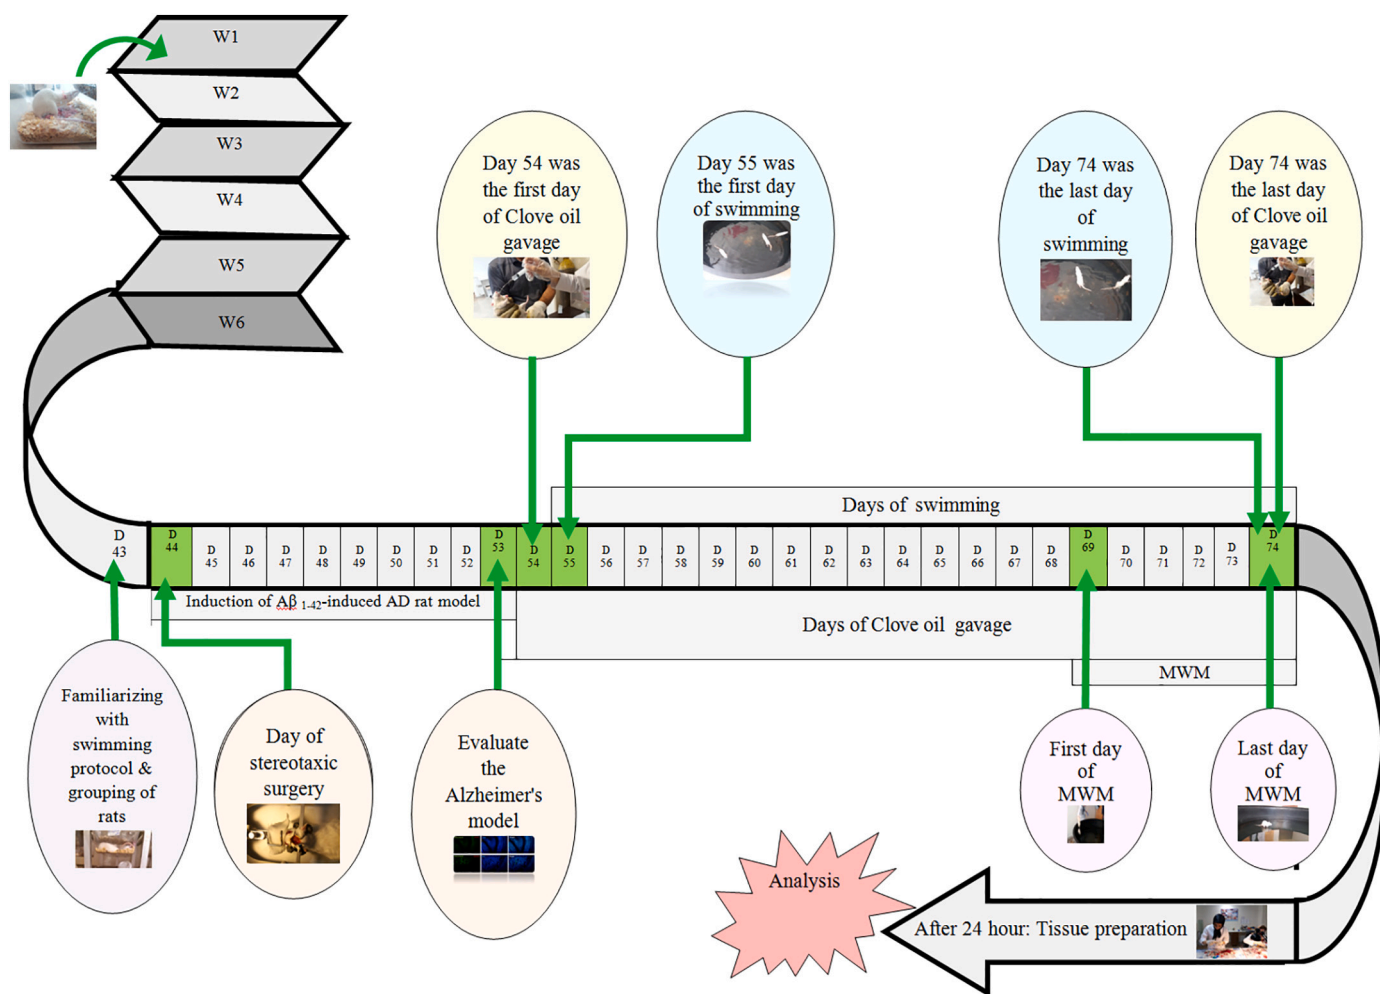 W1
W2
W3
W4
W5
W6
Day 54 was
the first day
of Clove oil
gavage
Day 55 was
the first day
of swimming
Day 74 was
the last day
of
swimming
Day 74 was
the last day
of Clove oil
gavage
Days of swimming
D
43
D
44
D
45
D
46
D
47
D
48
D
49
D
50
D
51
D
52
D
53
D
54
D
55
D
56
D
57
D
58
D
59
D
60
D
61
D
62
D
63
D
64
D
65
D
66
D
67
D
68
D
69
D
70
D
71
D
72
D
73
D
74
Induction of Aβ 1-42-induced AD rat model
Days of Clove oil gavage
MWM
Familiarizing
with
swimming
protocol &
grouping of
rats
Day of
stereotaxic
surgery
Evaluate
the
Alzheimer's
model
First day
of
MWM
Last day
of
MWM
Analysis
After 24 hour: Tissue preparation